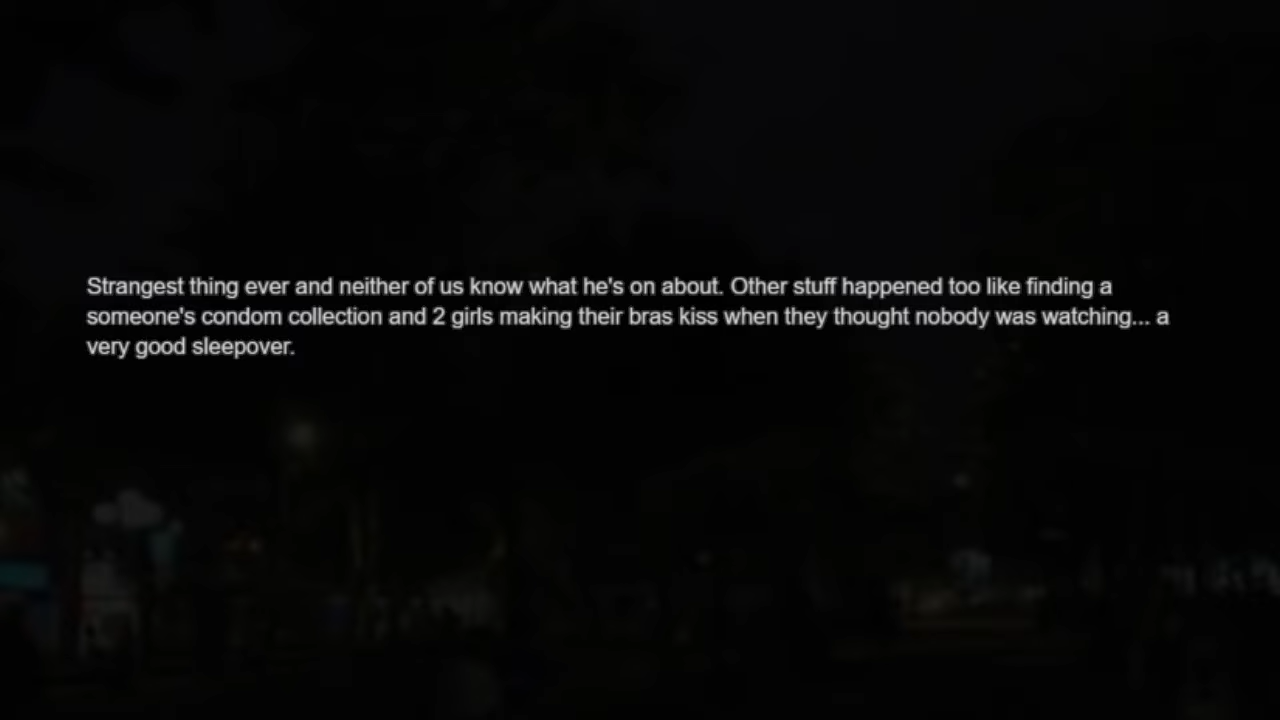 Strangest thing ever and neither of us know what he's on about. Other stuff happened too like finding a
someone's condom collection and 2 girls making their bras kiss when they thought nobody was watching... a
very good sleepover.